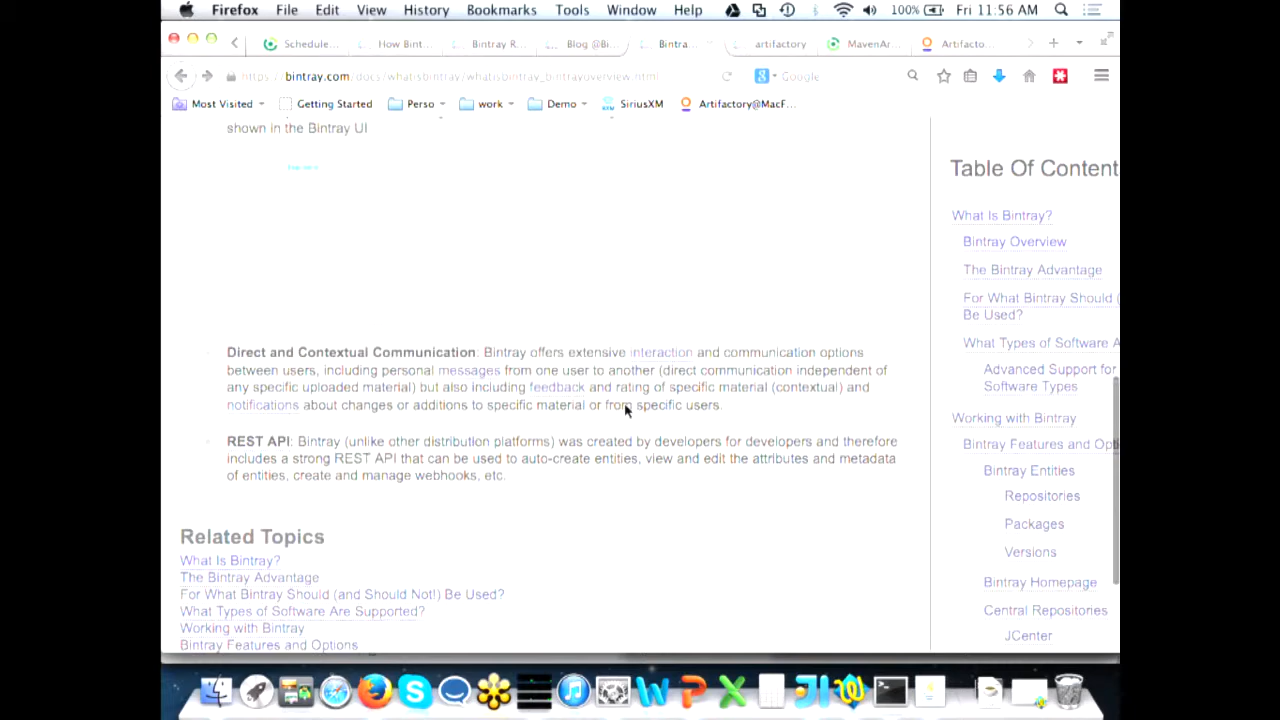 Firefox File Edit View History Bookmarks Tools Window Help 100% Fri 11:56 AM
Schedule... How Bint... Bintray R... Blog @Bi... Bintra... artifactory MavenAr... Artifacto...
bintray.com Google
Most Visited Getting Started Perso work Demo SiriusXM Artifactory@MacF...
shown in the Bintray UI
Direct and Contextual Communication: Bintray offers extensive interaction and communication options
between users, including personal messages from one user to another (direct communication independent of
any specific uploaded material) but also including feedback and rating of specific material (contextual) and
notifications about changes or additions to specific material or from specific users.
REST API: Bintray (unlike other distribution platforms) was created by developers for developers and therefore
includes a strong REST API that can be used to auto-create entities, view and edit the attributes and metadata
of entities, create and manage webhooks, etc.
Related Topics
What Is Bintray?
The Bintray Advantage
For What Bintray Should (and Should Not!) Be Used?
What Types of Software Are Supported?
Working with Bintray
Bintray Features and Options
Table Of Content
What Is Bintray?
Bintray Overview
The Bintray Advantage
For What Bintray Should (
Be Used?
What Types of Software A
Advanced Support for
Software Types
Working with Bintray
Bintray Features and Opti
Bintray Entities
Repositories
Packages
Versions
Bintray Homepage
Central Repositories
JCenter